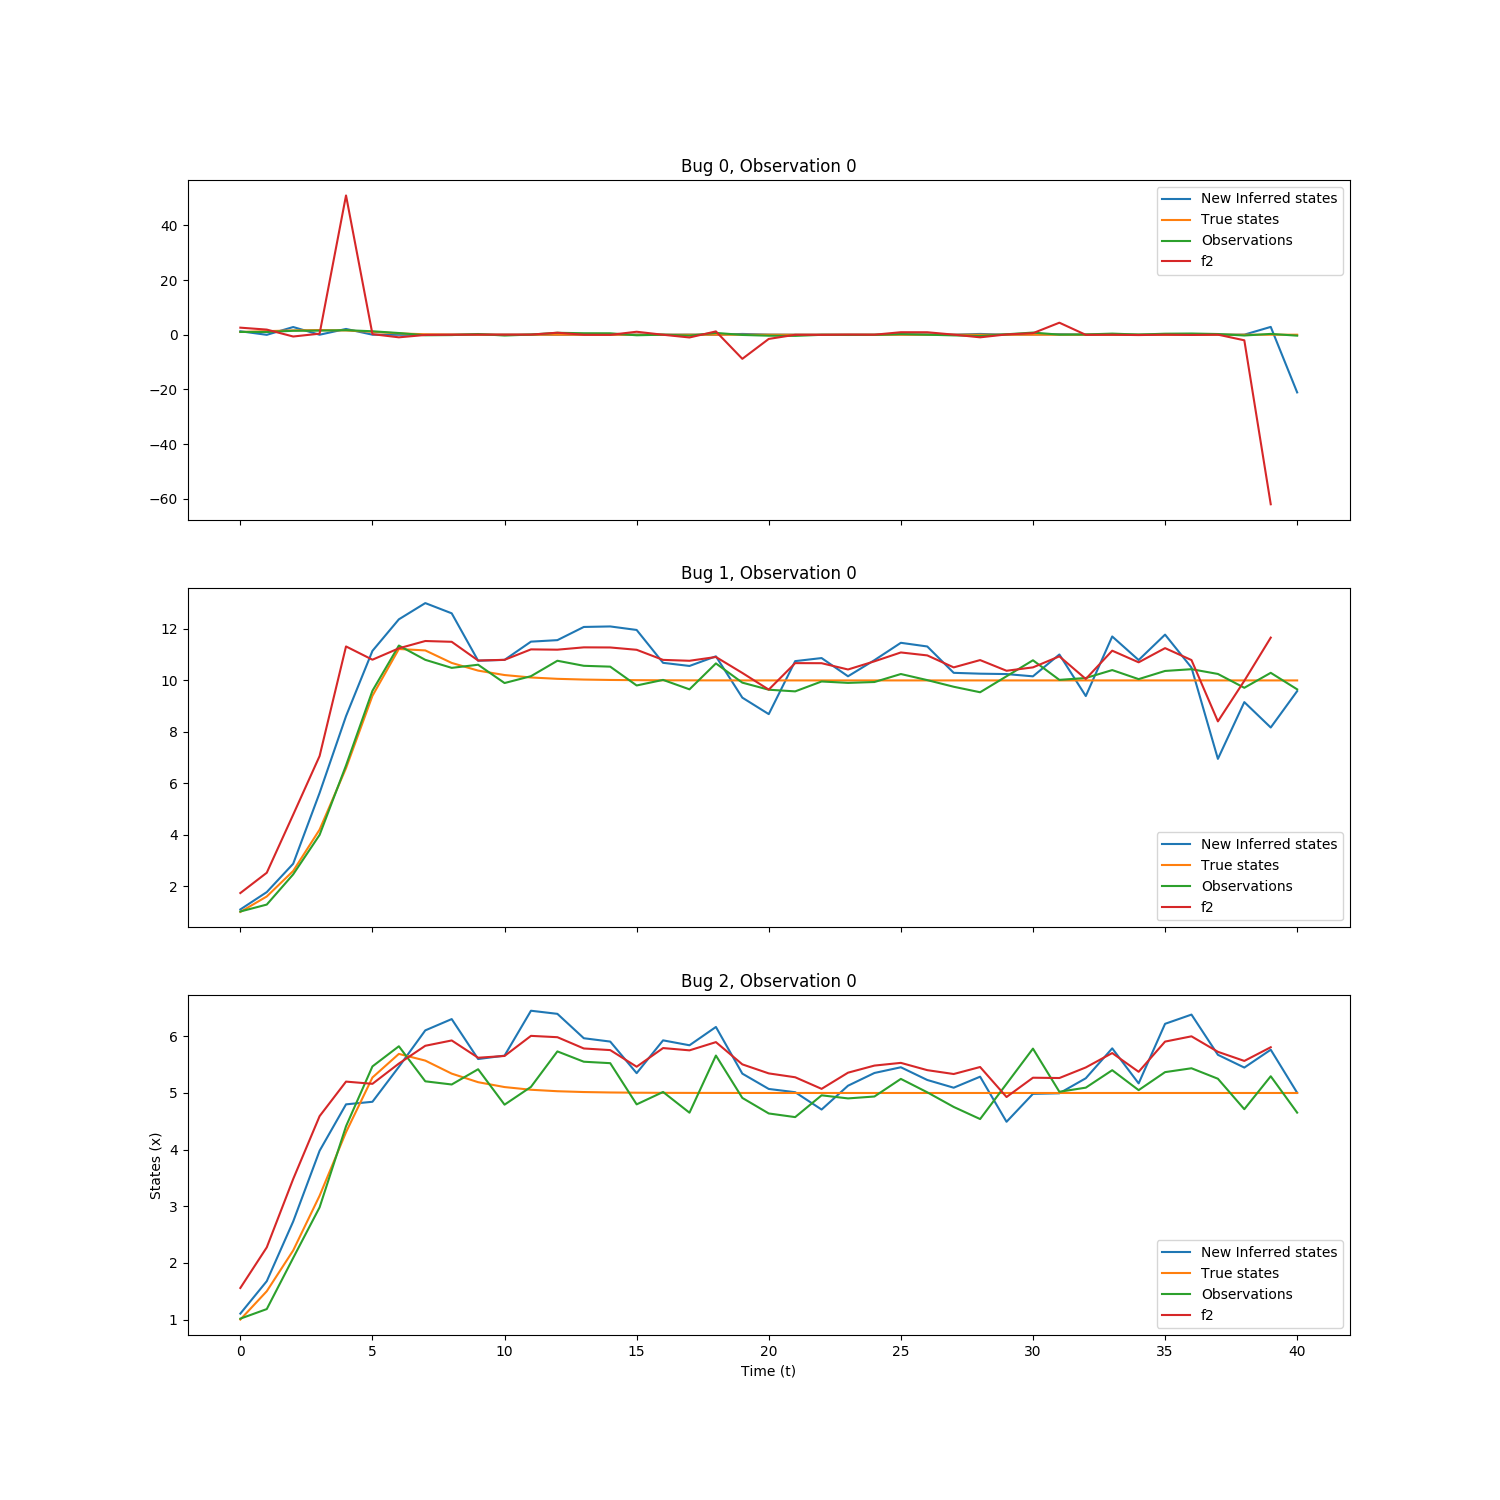 Bug 0, Observation 0
40
20
0
−20
−40
−60
New Inferred states
True states
Observations
f2
Bug 1, Observation 0
12
10
8
6
4
2
New Inferred states
True states
Observations
f2
Bug 2, Observation 0
States (x)
6
5
4
3
2
1
New Inferred states
True states
Observations
f2
0 5 10 15 20 25 30 35 40
Time (t)